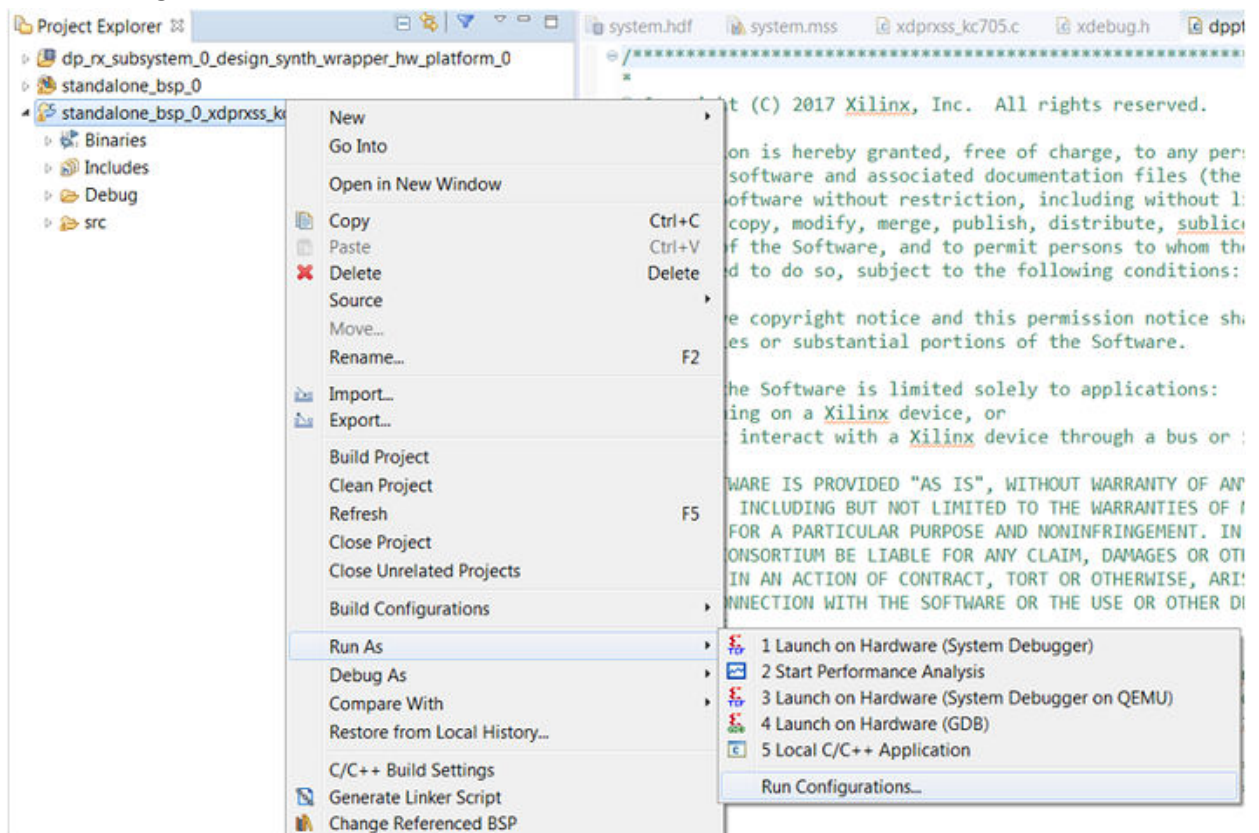 Project Explorer
system.hdf
system.mss
xdprxss_kc705.c
xdebug.h
dppt
dp_rx_subsystem_0_design_synth_wrapper_hw_platform_0
standalone_bsp_0
standalone_bsp_0_xdprxss_k
Binaries
Includes
Debug
src
New
Go Into
Open in New Window
Copy Ctrl+C
Paste Ctrl+V
Delete Delete
Source
Move...
Rename... F2
Import...
Export...
Build Project
Clean Project
Refresh F5
Close Project
Close Unrelated Projects
Build Configurations
Run As
Debug As
Compare With
Restore from Local History...
C/C++ Build Settings
Generate Linker Script
Change Referenced BSP
1 Launch on Hardware (System Debugger)
2 Start Performance Analysis
3 Launch on Hardware (System Debugger on QEMU)
4 Launch on Hardware (GDB)
5 Local C/C++ Application
Run Configurations...
/*******************************************************
*
t (C) 2017 Xilinx, Inc. All rights reserved.
on is hereby granted, free of charge, to any pers
software and associated documentation files (the
oftware without restriction, including without li
copy, modify, merge, publish, distribute, sublice
f the Software, and to permit persons to whom the
d to do so, subject to the following conditions:
e copyright notice and this permission notice sha
es or substantial portions of the Software.
he Software is limited solely to applications:
ing on a Xilinx device, or
interact with a Xilinx device through a bus or
WARE IS PROVIDED "AS IS", WITHOUT WARRANTY OF ANY
INCLUDING BUT NOT LIMITED TO THE WARRANTIES OF
FOR A PARTICULAR PURPOSE AND NONINFRINGEMENT. IN
ONSORTIUM BE LIABLE FOR ANY CLAIM, DAMAGES OR OTH
IN AN ACTION OF CONTRACT, TORT OR OTHERWISE, ARIS
NNECTION WITH THE SOFTWARE OR THE USE OR OTHER DE